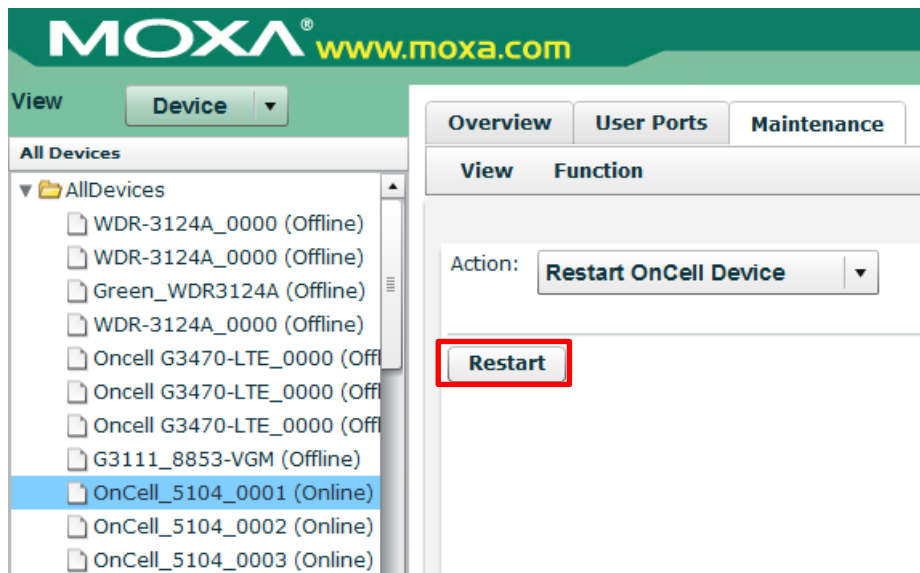 MOXA® www.moxa.com
View Device
All Devices
AllDevices
WDR-3124A_0000 (Offline)
WDR-3124A_0000 (Offline)
Green_WDR3124A (Offline)
WDR-3124A_0000 (Offline)
Oncell G3470-LTE_0000 (Offl
Oncell G3470-LTE_0000 (Offl
Oncell G3470-LTE_0000 (Offl
G3111_8853-VGM (Offline)
OnCell_5104_0001 (Online)
OnCell_5104_0002 (Online)
OnCell_5104_0003 (Online)
Overview User Ports Maintenance
View Function
Action: Restart OnCell Device
Restart